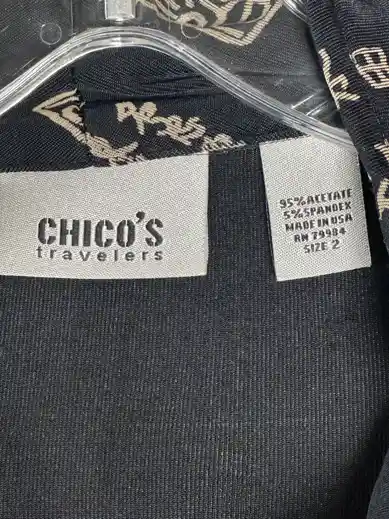 CHICO'S
travelers
95% ACETATE
5% SPANDEX
MADE IN USA
RN 79984
SIZE 2